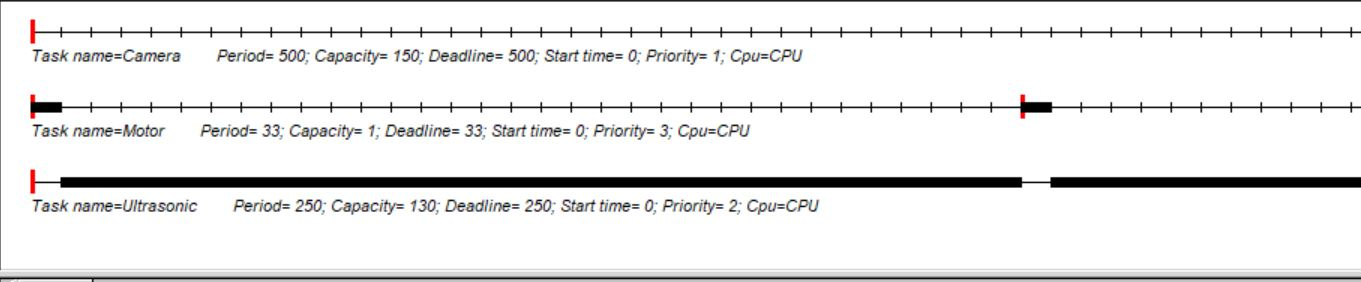 Task name=Camera Period= 500; Capacity= 150; Deadline= 500; Start time= 0; Priority= 1; Cpu=CPU
Task name=Motor Period= 33; Capacity= 1; Deadline= 33; Start time= 0; Priority= 3; Cpu=CPU
Task name=Ultrasonic Period= 250; Capacity= 130; Deadline= 250; Start time= 0; Priority= 2; Cpu=CPU